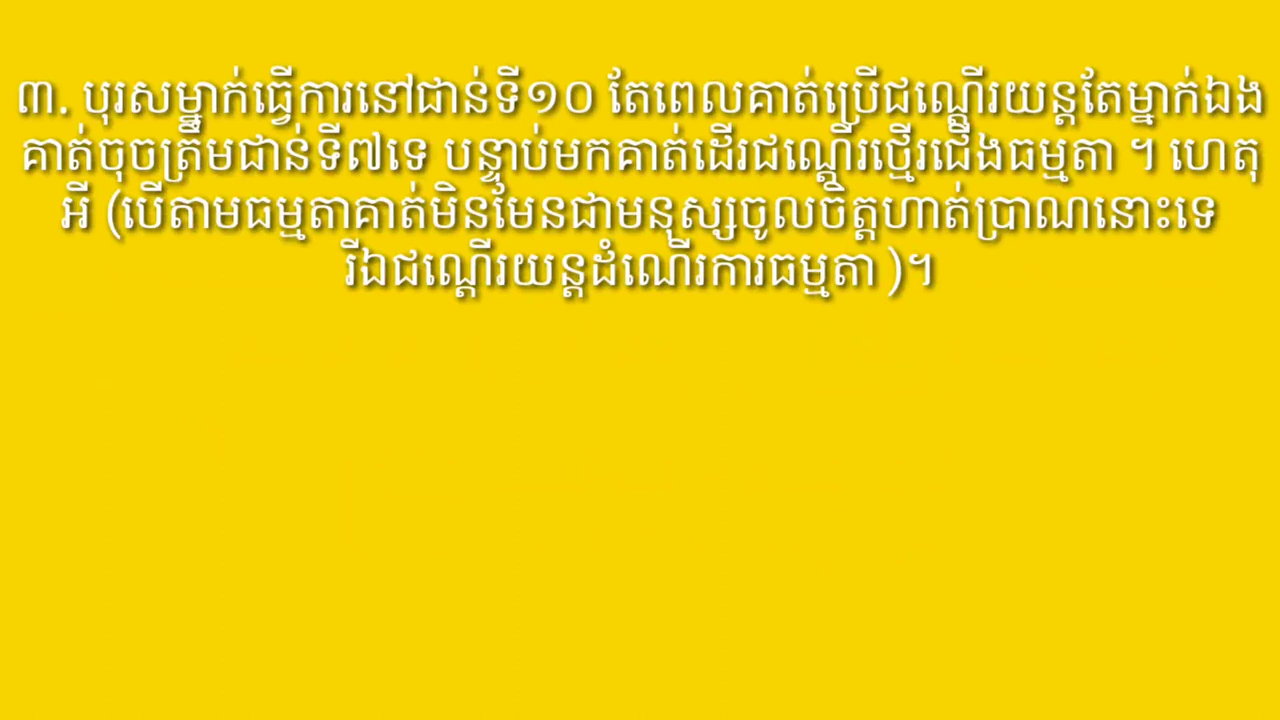 ៣. បុរសម្នាក់ធ្វើការនៅជាន់ទី១០ តែពេលគាត់ប្រើជណ្ណើរយន្តតែម្នាក់ឯង
គាត់ចុចត្រឹមជាន់ទី៧ទេ បន្ទាប់មកគាត់ដើរជណ្តើរថ្មើរជើងធម្មតា ។ ហេតុ
អី (បើតាមធម្មតាគាត់មិនមែនជាមនុស្សចូលចិត្តហាត់ប្រាណនោះទេ
រីឯជណ្តើរយន្តដំណើរការធម្មតា )។